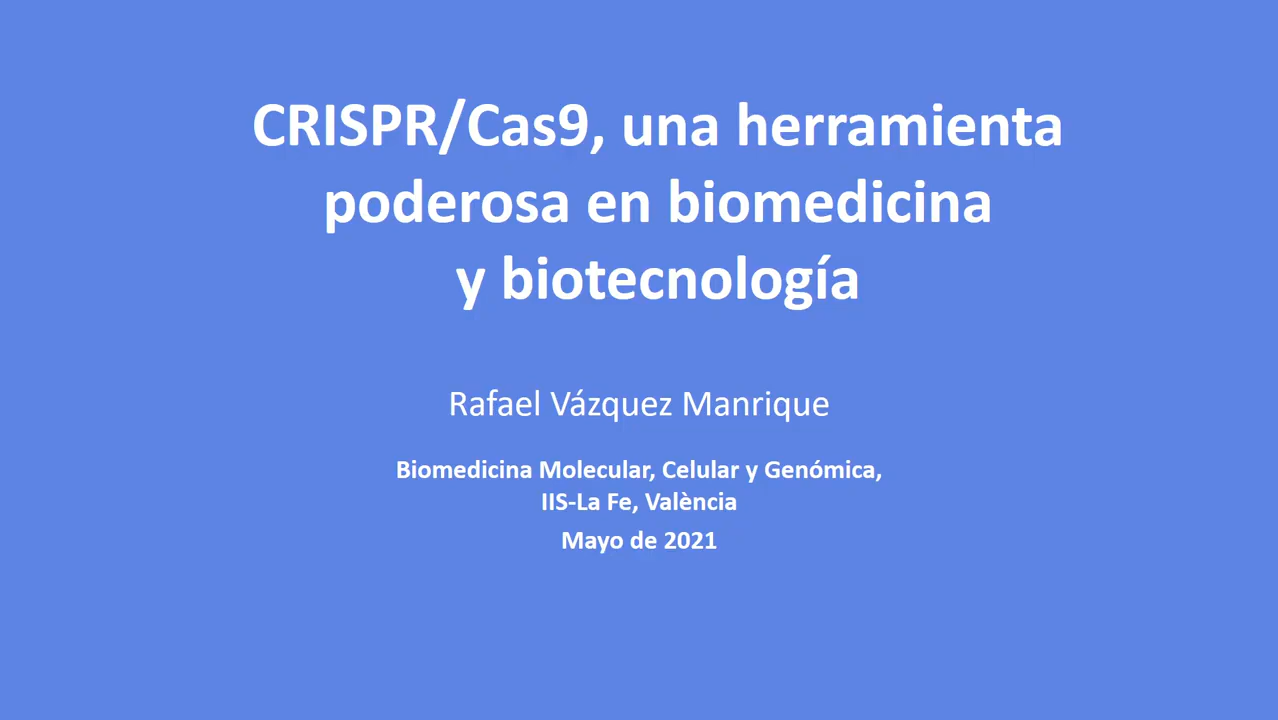 CRISPR/Cas9, una herramienta
poderosa en biomedicina
y biotecnología
Rafael Vázquez Manrique
Biomedicina Molecular, Celular y Genómica,
IIS-La Fe, València
Mayo de 2021